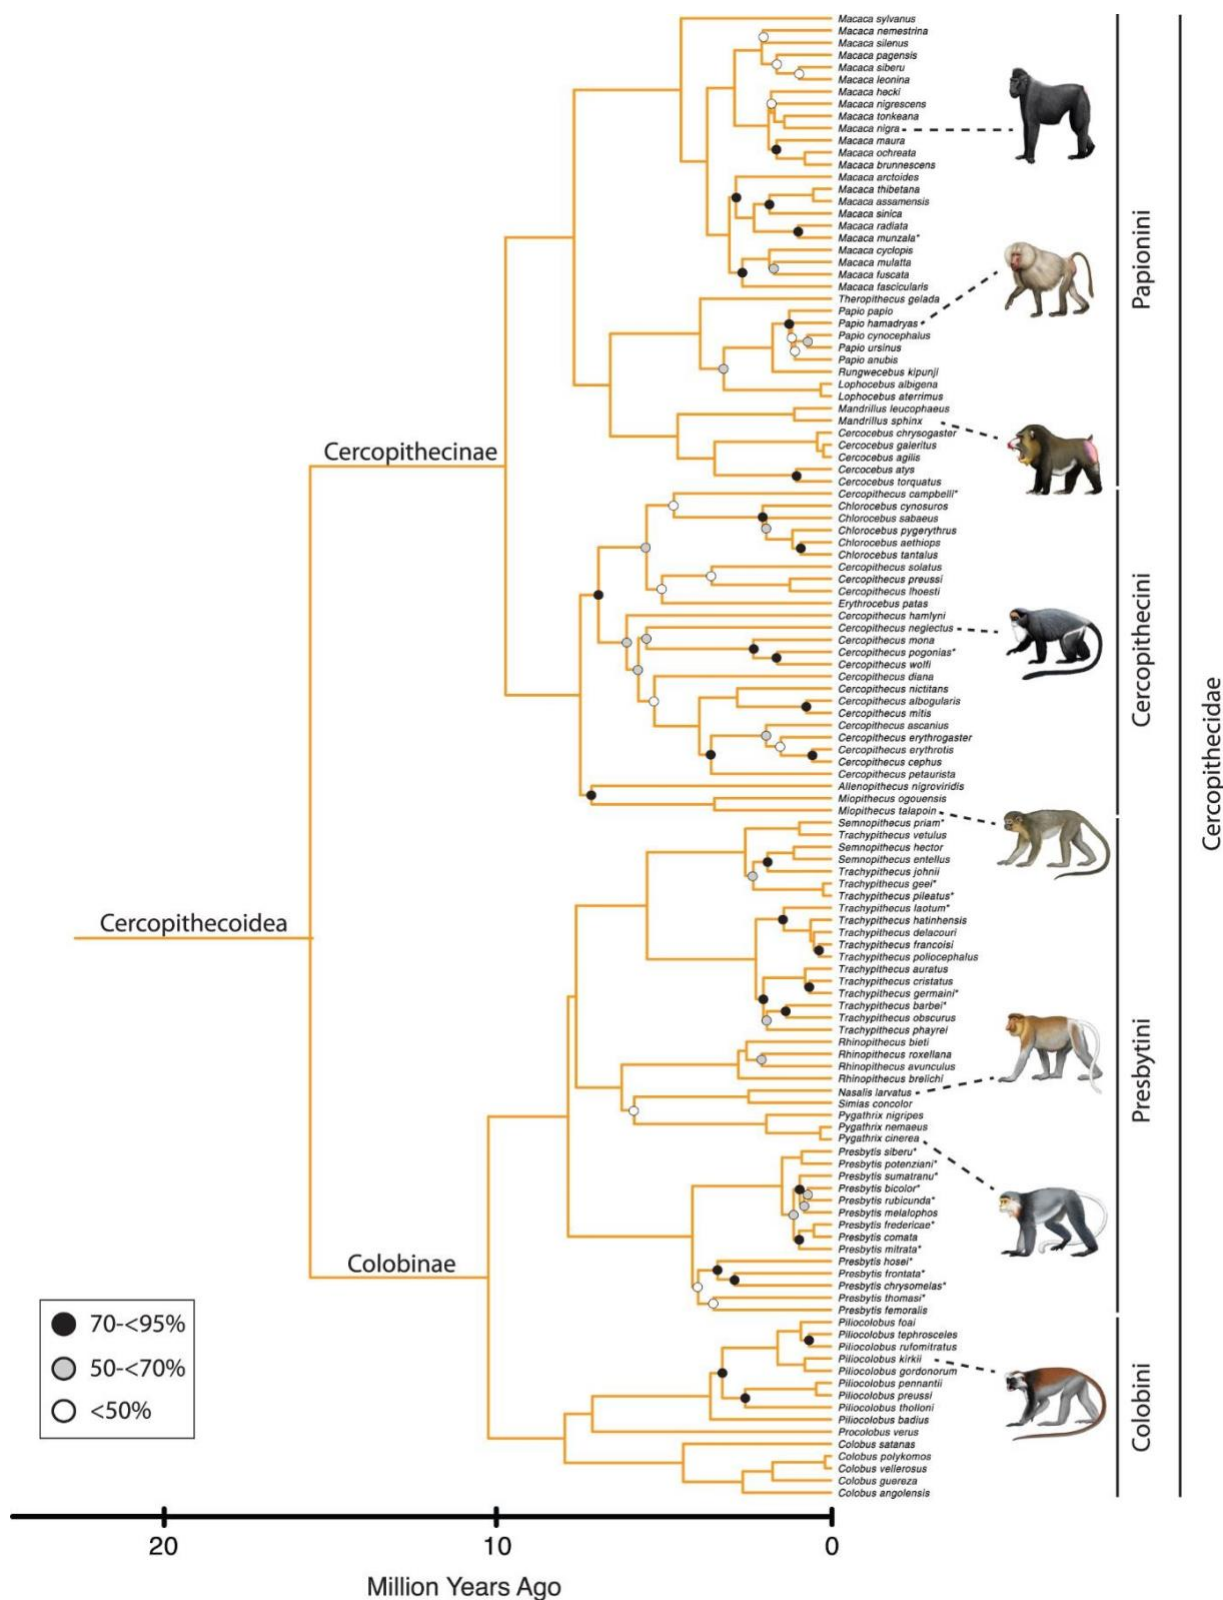 Macaca sylvanus
Macaca nemestrina
Macaca silenus
Macaca pagensis
Macaca siberu
Macaca leonina
Macaca hecki
Macaca nigrescens
Macaca tonkeana
Macaca nigra
Macaca maura
Macaca ochreata
Macaca brunnescens
Macaca arctoides
Macaca thibetana
Macaca assamensis
Macaca sinica
Macaca radiata
Macaca munzala*
Macaca cyclopis
Macaca mulatta
Macaca fuscata
Macaca fascicularis
Theropithecus gelada
Papio papio
Papio hamadryas
Papio cynocephalus
Papio ursinus
Papio anubis
Rungwecebus kipunji
Lophocebus albigena
Lophocebus aterrimus
Mandrillus leucophaeus
Mandrillus sphinx
Cercocebus chrysogaster
Cercocebus galeritus
Cercocebus agilis
Cercocebus atys
Cercocebus torquatus
Papionini
Cercopithecinae
Cercopithecus campbelli*
Chlorocebus cynosuros
Chlorocebus sabaeus
Chlorocebus pygerythrus
Chlorocebus aethiops
Chlorocebus tantalus
Cercopithecus solatus
Cercopithecus preussi
Cercopithecus lhoesti
Erythrocebus patas
Cercopithecus hamlyni
Cercopithecus neglectus
Cercopithecus mona
Cercopithecus pogonias*
Cercopithecus wolfi
Cercopithecus diana
Cercopithecus nictitans
Cercopithecus albogularis
Cercopithecus mitis
Cercopithecus ascanius
Cercopithecus erythrogaster
Cercopithecus erythrotis
Cercopithecus cephus
Cercopithecus petaurista
Allenopithecus nigroviridis
Miopithecus ogouensis
Miopithecus talapoin
Cercopithecini
Cercopithecidae
Cercopithecoidea
Semnopithecus priam*
Trachypithecus vetulus
Semnopithecus hector
Semnopithecus entellus
Trachypithecus johnii
Trachypithecus geei*
Trachypithecus pileatus*
Trachypithecus laotum*
Trachypithecus hatinhensis
Trachypithecus delacouri
Trachypithecus francoisi
Trachypithecus poliocephalus
Trachypithecus auratus
Trachypithecus cristatus
Trachypithecus germaini*
Trachypithecus barbei*
Trachypithecus obscurus
Trachypithecus phayrei
Rhinopithecus bieti
Rhinopithecus roxellana
Rhinopithecus avunculus
Rhinopithecus brelichi
Nasalis larvatus
Simias concolor
Pygathrix nigripes
Pygathrix nemaeus
Pygathrix cinerea
Presbytis siberu*
Presbytis potenziani*
Presbytis sumatranu*
Presbytis bicolor*
Presbytis rubicunda*
Presbytis melalophos
Presbytis fredericae*
Presbytis comata
Presbytis mitrata*
Presbytis hosei*
Presbytis frontata*
Presbytis chrysomelas*
Presbytis thomasi*
Presbytis femoralis
Presbytini
Colobinae
Piliocolobus foai
Piliocolobus tephrosceles
Piliocolobus rufomitratus
Piliocolobus kirkii
Piliocolobus gordonorum
Piliocolobus pennantii
Piliocolobus preussi
Piliocolobus tholloni
Piliocolobus badius
Procolobus verus
Colobus satanas
Colobus polykomos
Colobus vellerosus
Colobus guereza
Colobus angolensis
Colobini
70-<95%
50-<70%
<50%
20
10
0
Million Years Ago